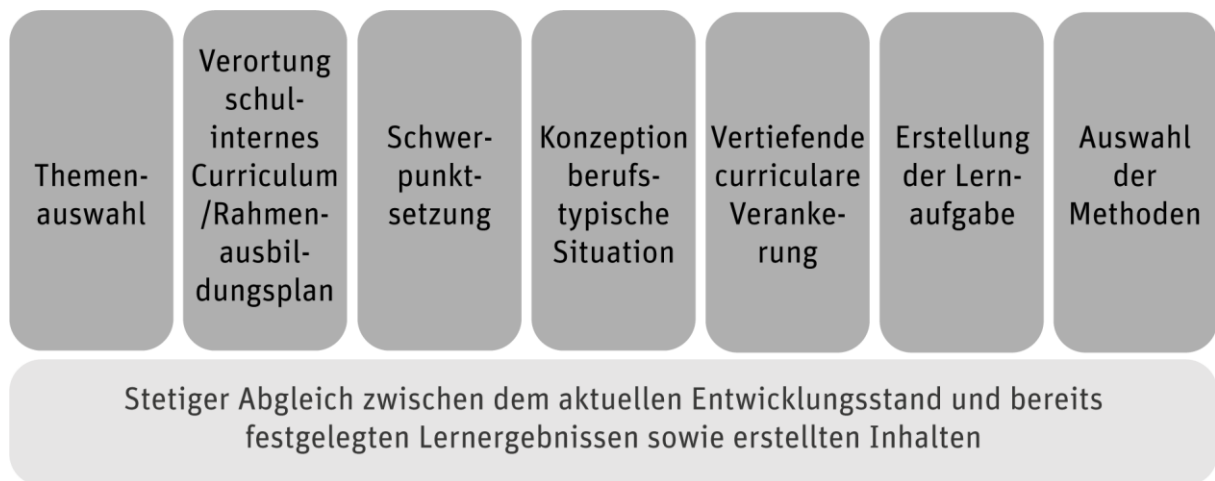 Themen-
auswahl
Verortung
schul-
internes
Curriculum
/Rahmen-
ausbil-
dungsplan
Schwer-
punkt-
setzung
Konzeption
berufs-
typische
Situation
Vertiefende
curriculare
Veranke-
rung
Erstellung
der Lern-
aufgabe
Auswahl
der
Methoden
Stetiger Abgleich zwischen dem aktuellen Entwicklungsstand und bereits
festgelegten Lernergebnissen sowie erstellten Inhalten